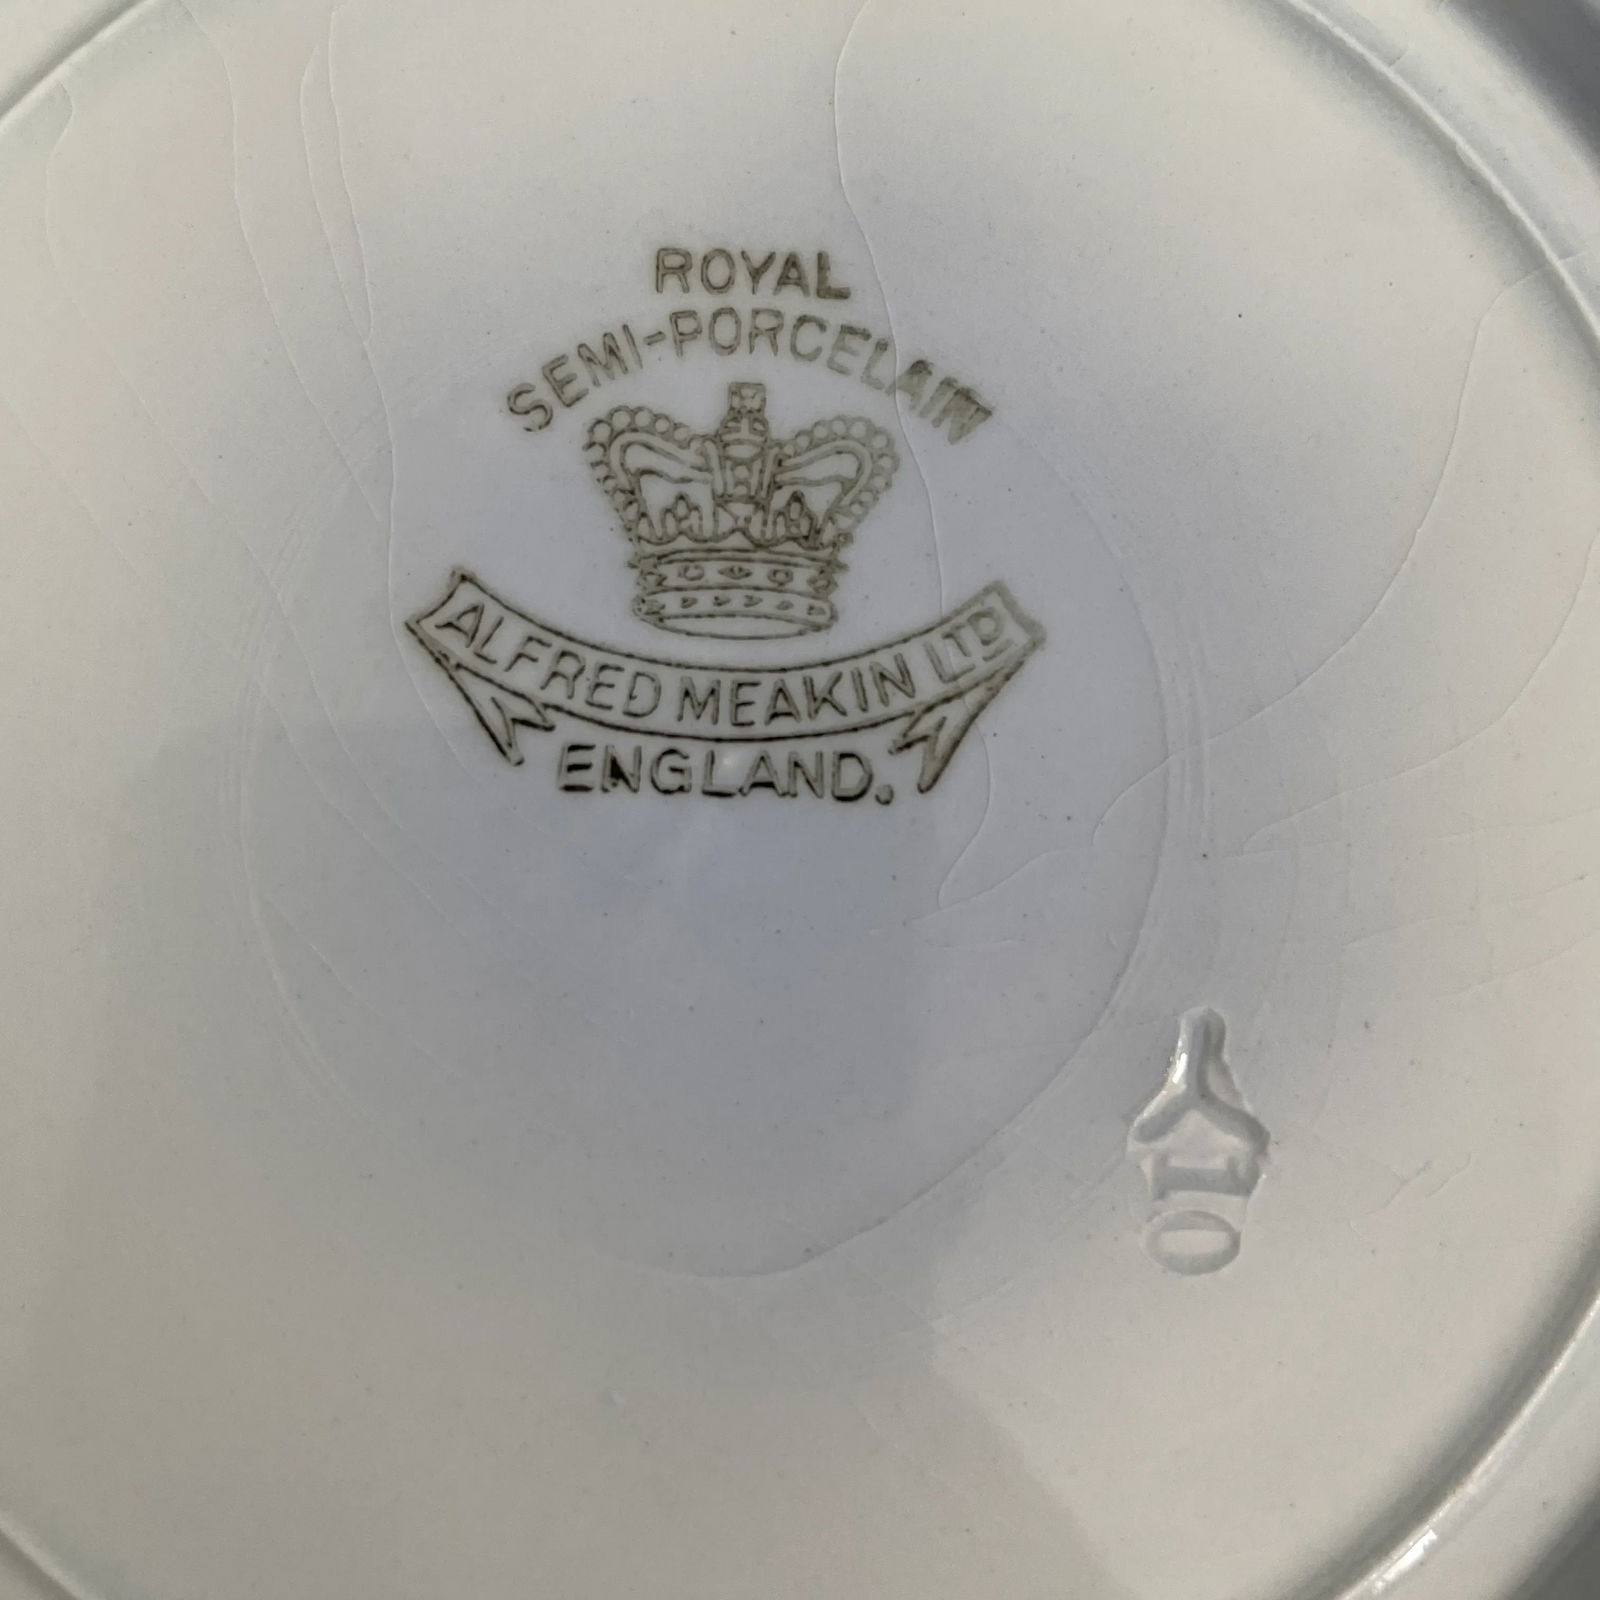 ROYAL
SEMI-PORCELAIN
ALFRED MEAKIN LTD
ENGLAND.
Y
10